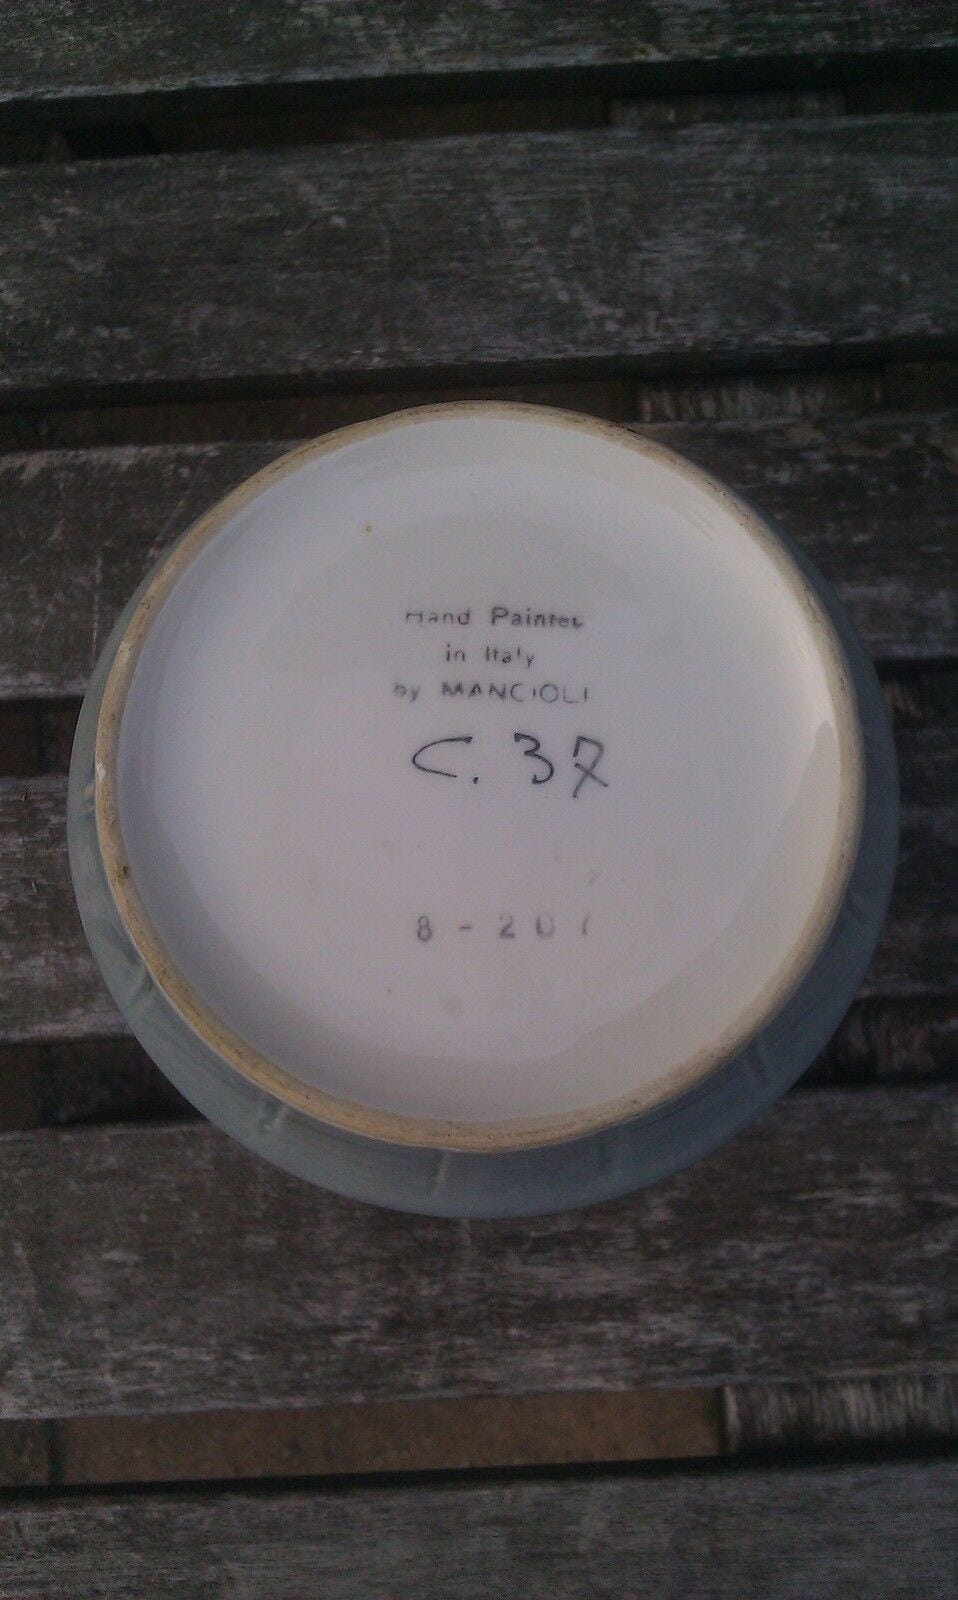 Hand Painted
in Italy
by MANCIOLI
C. 37
8 - 207